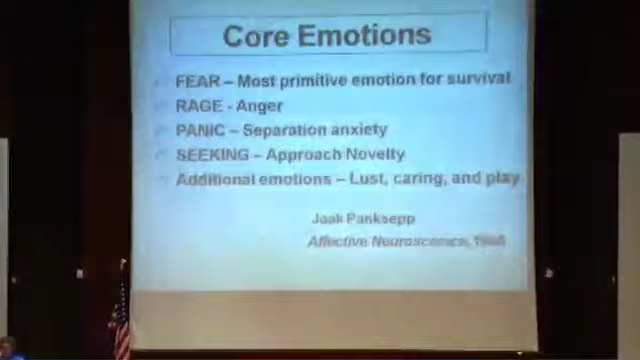 Core Emotions
FEAR – Most primitive emotion for survival
RAGE - Anger
PANIC – Separation anxiety
SEEKING – Approach Novelty
Additional emotions – Lust, caring, and play
Jaak Panksepp
Affective Neuroscience,